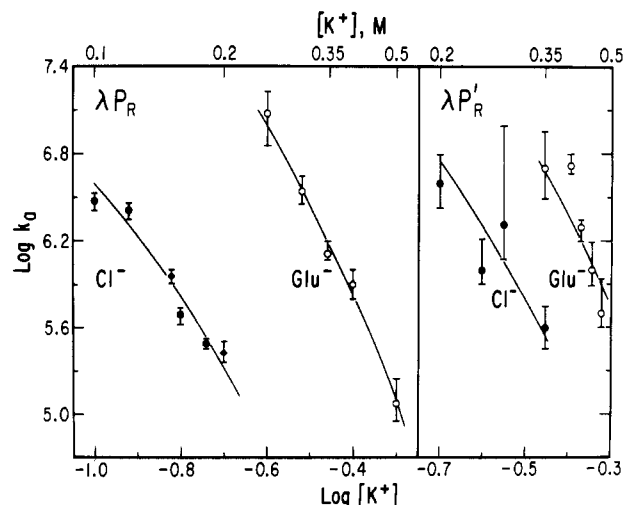 [K⁺], M
0.1 0.2 0.35 0.5 0.2 0.35 0.5
7.4
λP_R λP′_R
6.8
Log kₐ
6.2
Cl⁻ Glu⁻ Cl⁻ Glu⁻
5.6
5.0
-1.0 -0.8 -0.6 -0.4 -0.7 -0.5 -0.3
Log [K⁺]